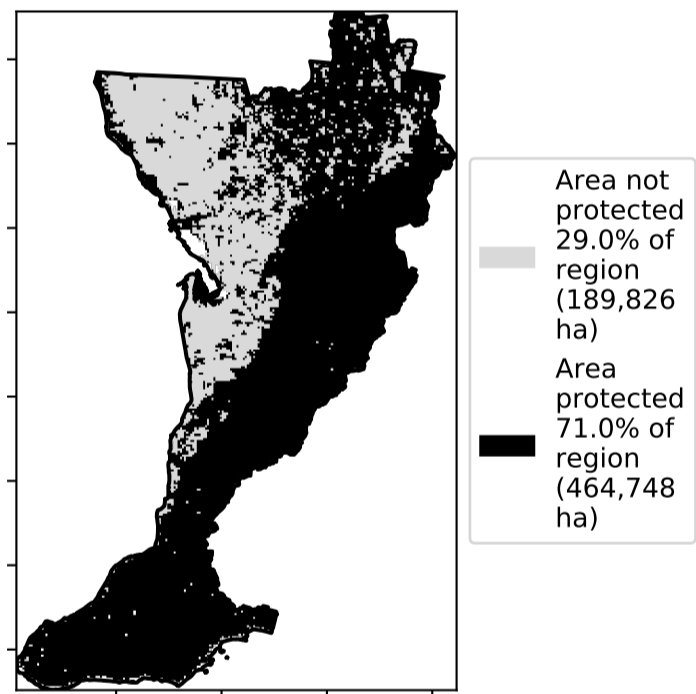 Area not
protected
29.0% of
region
(189,826
ha)
Area
protected
71.0% of
region
(464,748
ha)